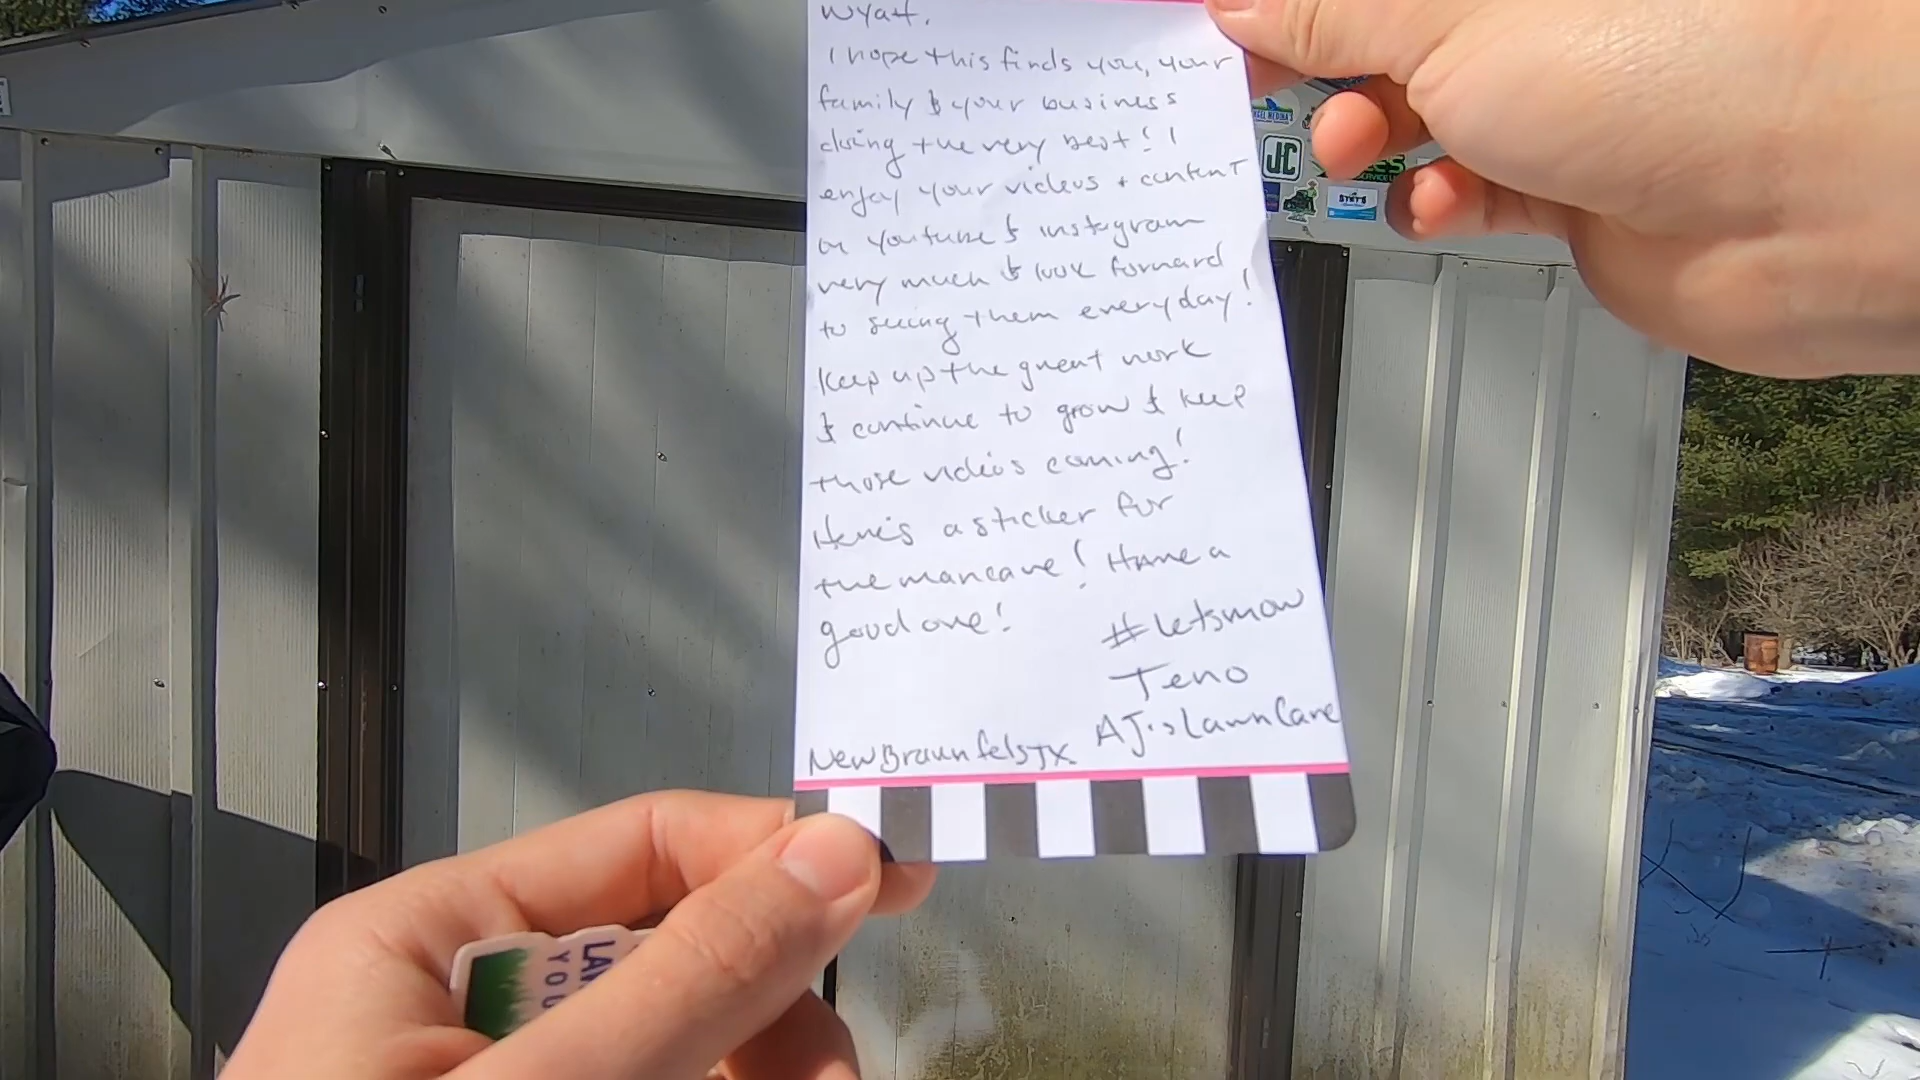 Wyatt,
I hope this finds you, your
family & your business
doing the very best! I
enjoy your videos + content
on youtube & instagram
very much & look forward
to seeing them everyday!
Keep up the great work
& continue to grow & keep
those videos coming!
Here's a sticker for
the mancave! Have a
good one!
#letsmow
Teno
AJ's Lawn Care
New Braunfels TX
JC